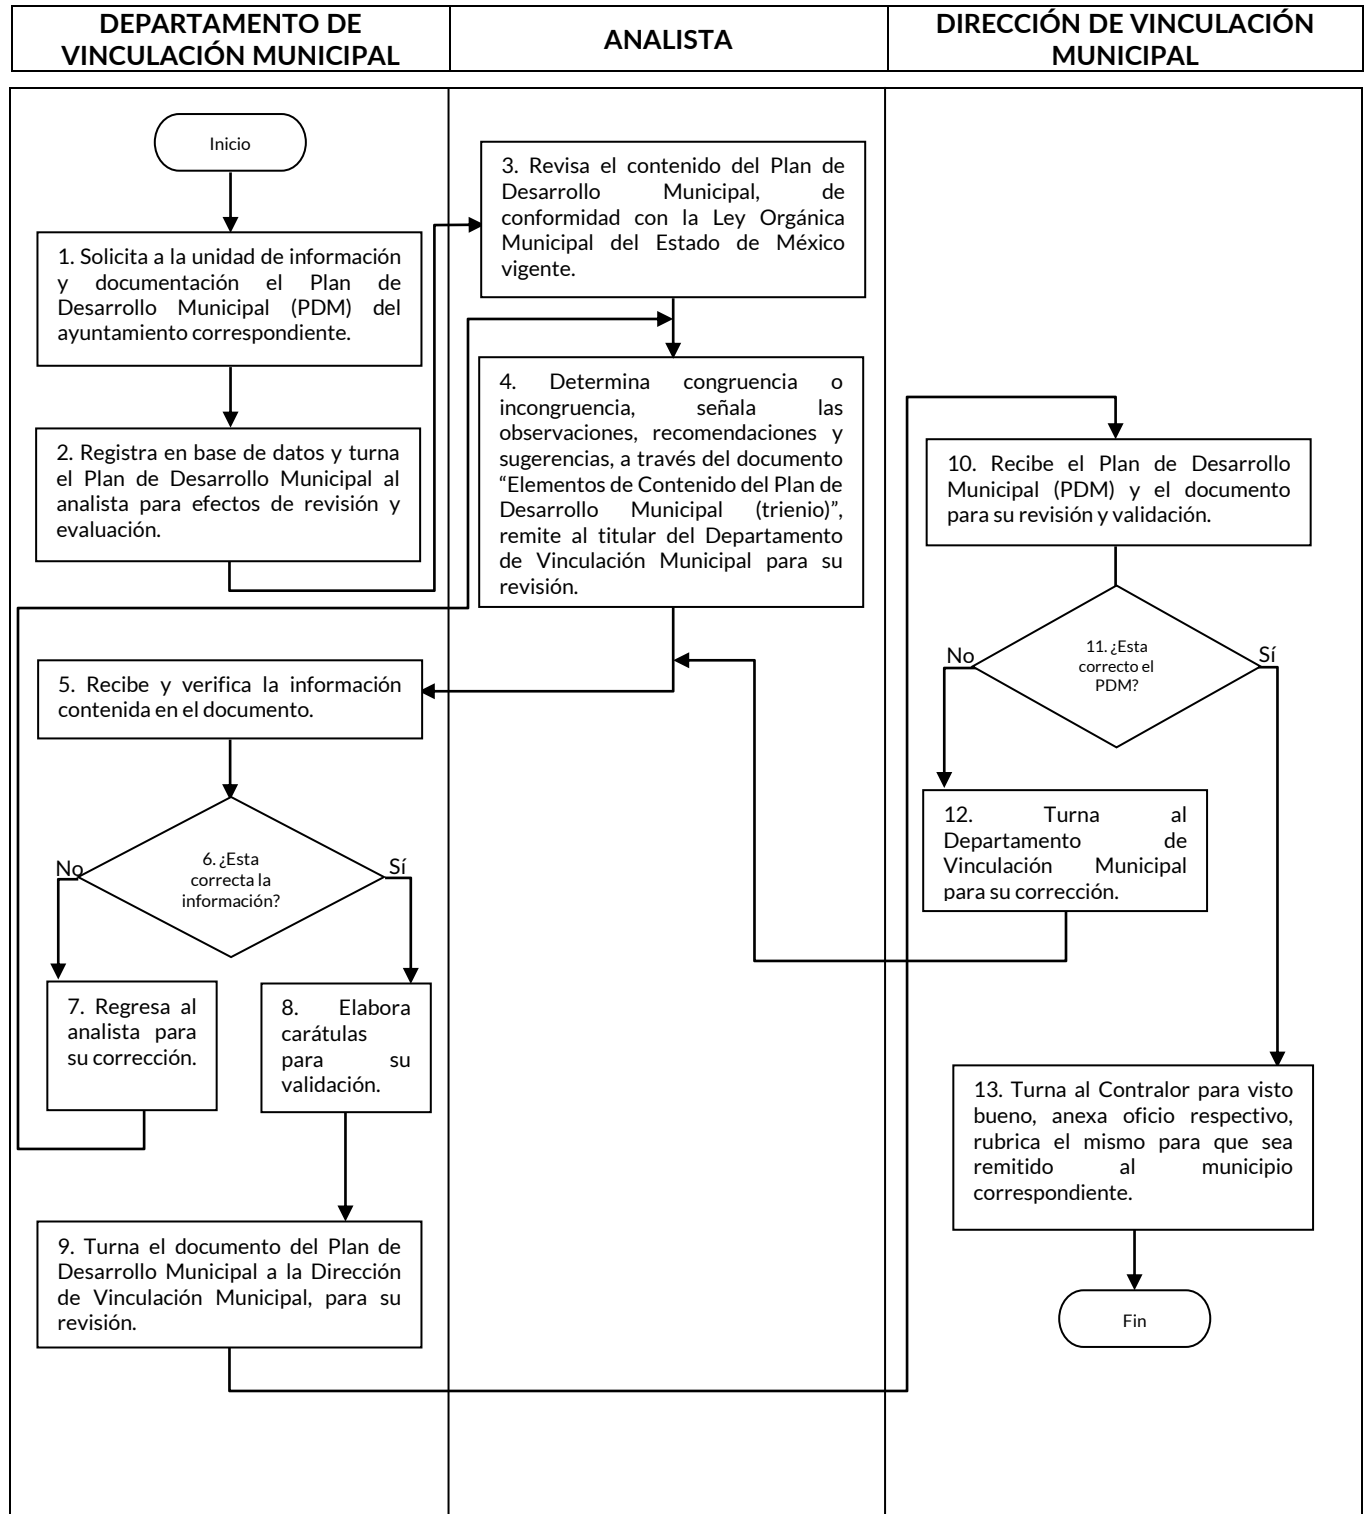 DEPARTAMENTO DE
VINCULACIÓN MUNICIPAL
ANALISTA
DIRECCIÓN DE VINCULACIÓN
MUNICIPAL
Inicio
1. Solicita a la unidad de información
y documentación el Plan de
Desarrollo Municipal (PDM) del
ayuntamiento correspondiente.
2. Registra en base de datos y turna
el Plan de Desarrollo Municipal al
analista para efectos de revisión y
evaluación.
3. Revisa el contenido del Plan de
Desarrollo Municipal, de
conformidad con la Ley Orgánica
Municipal del Estado de México
vigente.
4. Determina congruencia o
incongruencia, señala las
observaciones, recomendaciones y
sugerencias, a través del documento
“Elementos de Contenido del Plan de
Desarrollo Municipal (trienio)”,
remite al titular del Departamento
de Vinculación Municipal para su
revisión.
5. Recibe y verifica la información
contenida en el documento.
6. ¿Esta
correcta la
información?
No
Sí
7. Regresa al
analista para
su corrección.
8. Elabora
carátulas
para su
validación.
9. Turna el documento del Plan de
Desarrollo Municipal a la Dirección
de Vinculación Municipal, para su
revisión.
10. Recibe el Plan de Desarrollo
Municipal (PDM) y el documento
para su revisión y validación.
11. ¿Esta
correcto el
PDM?
No
Sí
12. Turna al
Departamento de
Vinculación Municipal
para su corrección.
13. Turna al Contralor para visto
bueno, anexa oficio respectivo,
rubrica el mismo para que sea
remitido al municipio
correspondiente.
Fin